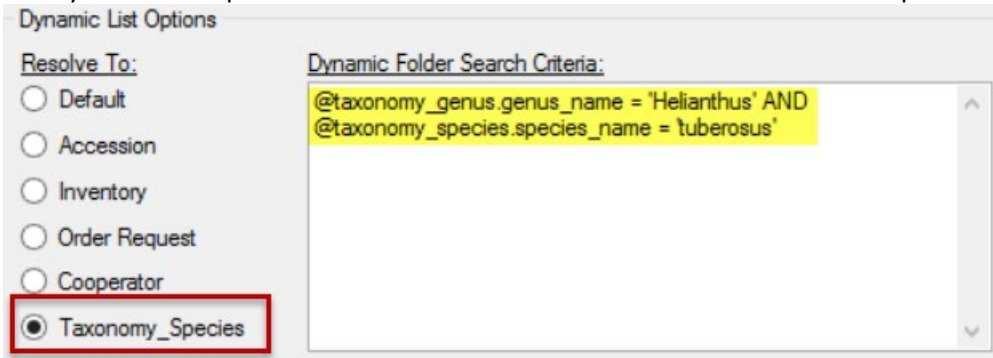 Dynamic List Options
Resolve To:
Dynamic Folder Search Criteria:
Default
Accession
Inventory
Order Request
Cooperator
Taxonomy_Species
@taxonomy_genus.genus_name = 'Helianthus' AND
@taxonomy_species.species_name = 'tuberosus'